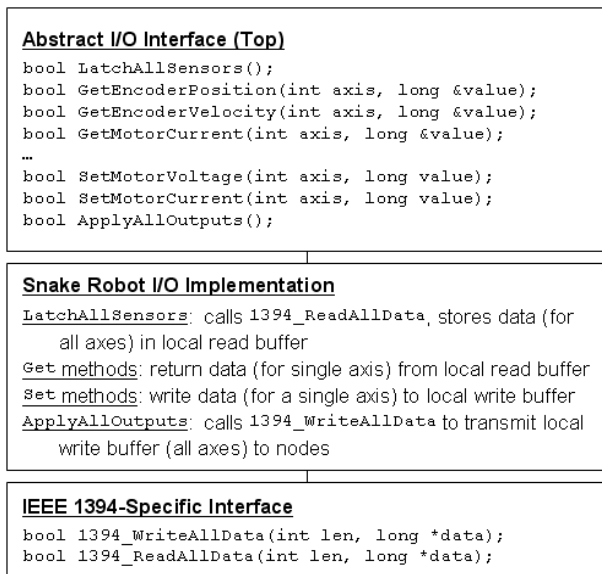 Abstract I/O Interface (Top)
bool LatchAllSensors();
bool GetEncoderPosition(int axis, long &value);
bool GetEncoderVelocity(int axis, long &value);
bool GetMotorCurrent(int axis, long &value);
…
bool SetMotorVoltage(int axis, long value);
bool SetMotorCurrent(int axis, long value);
bool ApplyAllOutputs();
Snake Robot I/O Implementation
LatchAllSensors: calls 1394_ReadAllData, stores data (for
all axes) in local read buffer
Get methods: return data (for single axis) from local read buffer
Set methods: write data (for a single axis) to local write buffer
ApplyAllOutputs: calls 1394_WriteAllData to transmit local
write buffer (all axes) to nodes
IEEE 1394-Specific Interface
bool 1394_WriteAllData(int len, long *data);
bool 1394_ReadAllData(int len, long *data);